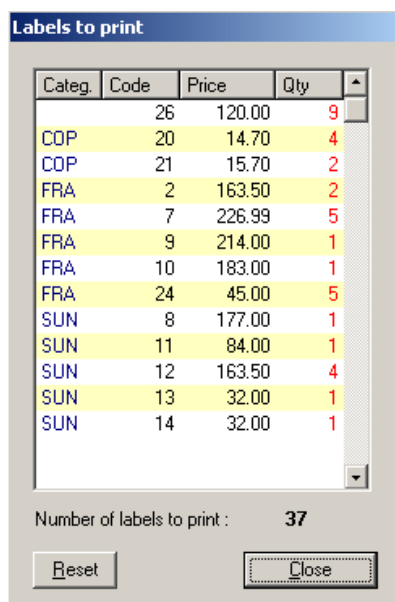 Labels to print
Categ. Code Price Qty
26 120.00 9
COP 20 14.70 4
COP 21 15.70 2
FRA 2 163.50 2
FRA 7 226.99 5
FRA 9 214.00 1
FRA 10 183.00 1
FRA 24 45.00 5
SUN 8 177.00 1
SUN 11 84.00 1
SUN 12 163.50 4
SUN 13 32.00 1
SUN 14 32.00 1
Number of labels to print : 37
Reset Close